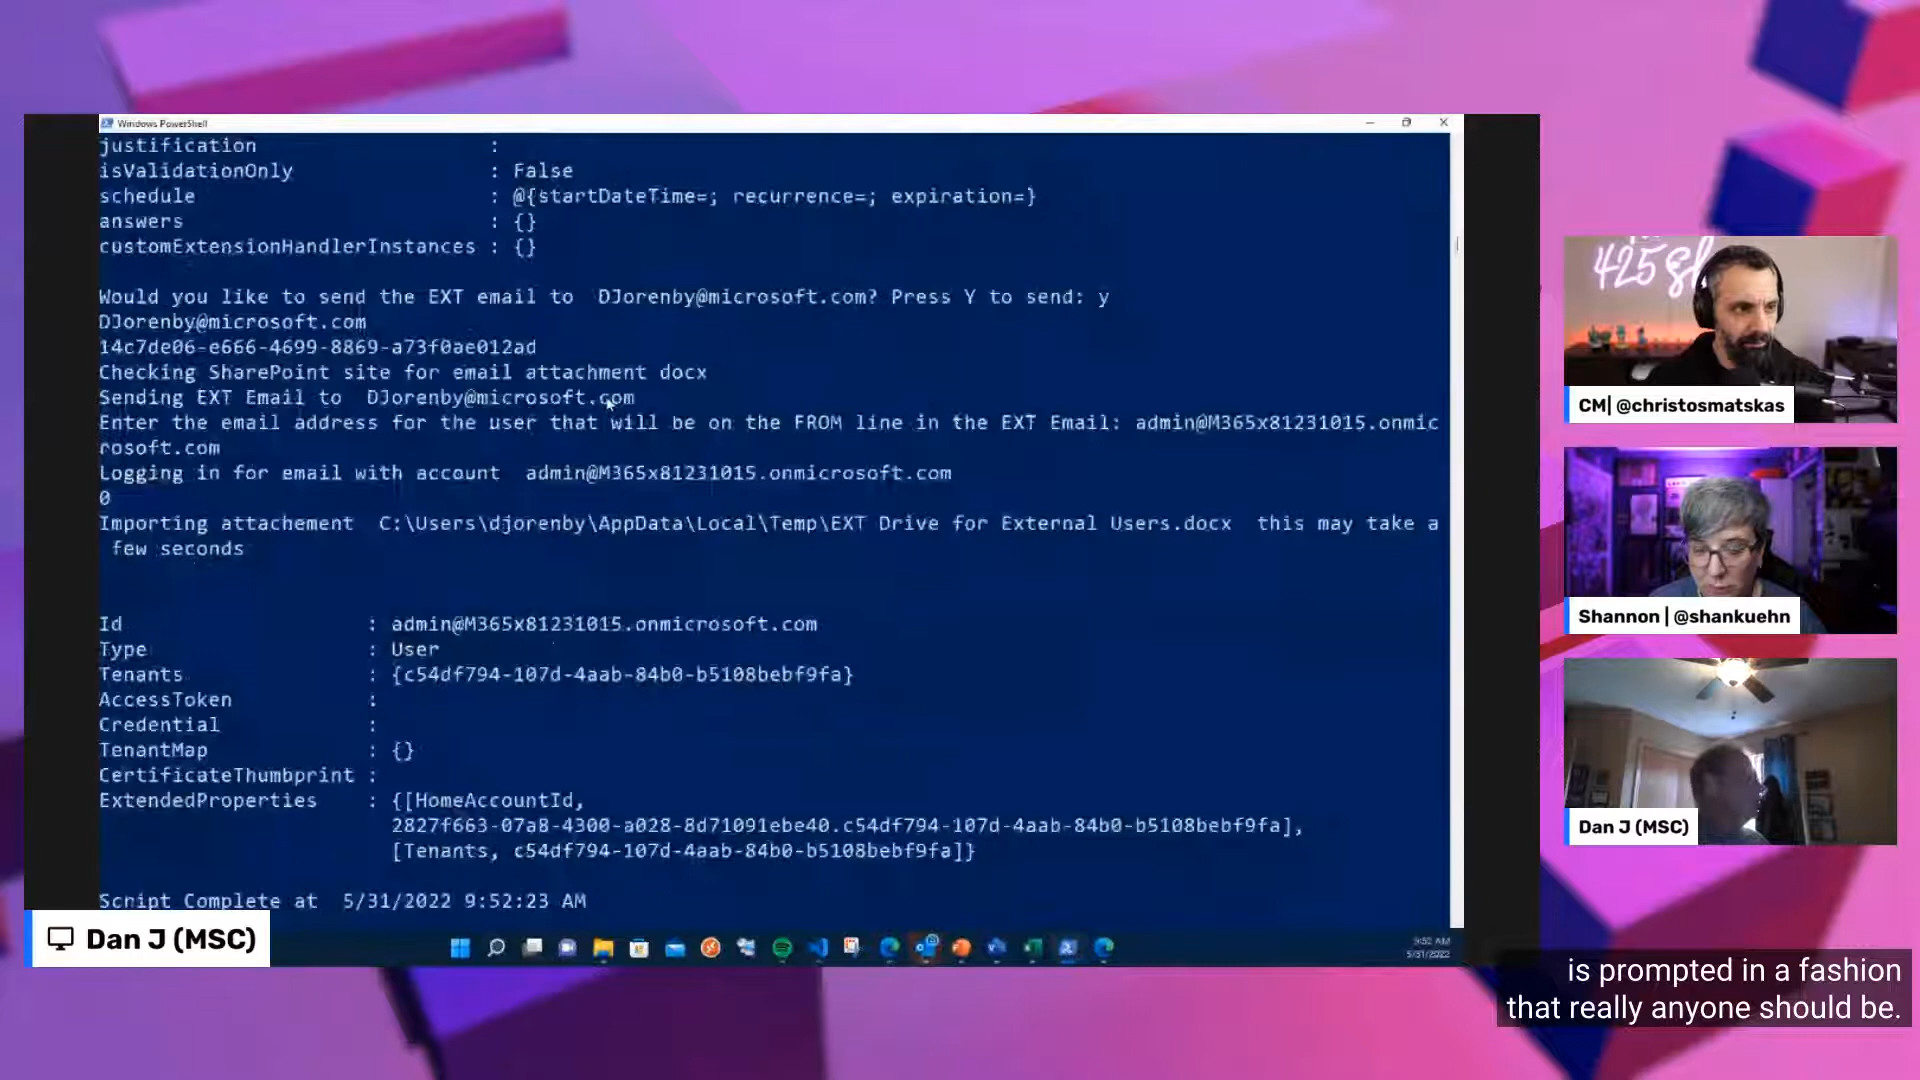 Windows PowerShell
justification :
isValidationOnly : False
schedule : @{startDateTime=; recurrence=; expiration=}
answers : {}
customExtensionHandlerInstances : {}
Would you like to send the EXT email to  DJorenby@microsoft.com? Press Y to send: y
DJorenby@microsoft.com
14c7de06-e666-4699-8869-a73f0ae012ad
Checking SharePoint site for email attachment docx
Sending EXT Email to  DJorenby@microsoft.com
Enter the email address for the user that will be on the FROM line in the EXT Email: admin@M365x81231015.onmic
rosoft.com
Logging in for email with account  admin@M365x81231015.onmicrosoft.com
0
Importing attachement  C:\Users\djorenby\AppData\Local\Temp\EXT Drive for External Users.docx  this may take a
few seconds
Id : admin@M365x81231015.onmicrosoft.com
Type : User
Tenants : {c54df794-107d-4aab-84b0-b5108bebf9fa}
AccessToken :
Credential :
TenantMap : {}
CertificateThumbprint :
ExtendedProperties : {[HomeAccountId,
2827f663-07a8-4300-a028-8d71091ebe40.c54df794-107d-4aab-84b0-b5108bebf9fa],
[Tenants, c54df794-107d-4aab-84b0-b5108bebf9fa]}
Script Complete at  5/31/2022 9:52:23 AM
9:52 AM
5/31/2022
Dan J (MSC)
425
CM| @christosmatskas
Shannon | @shankuehn
Dan J (MSC)
is prompted in a fashion
that really anyone should be.